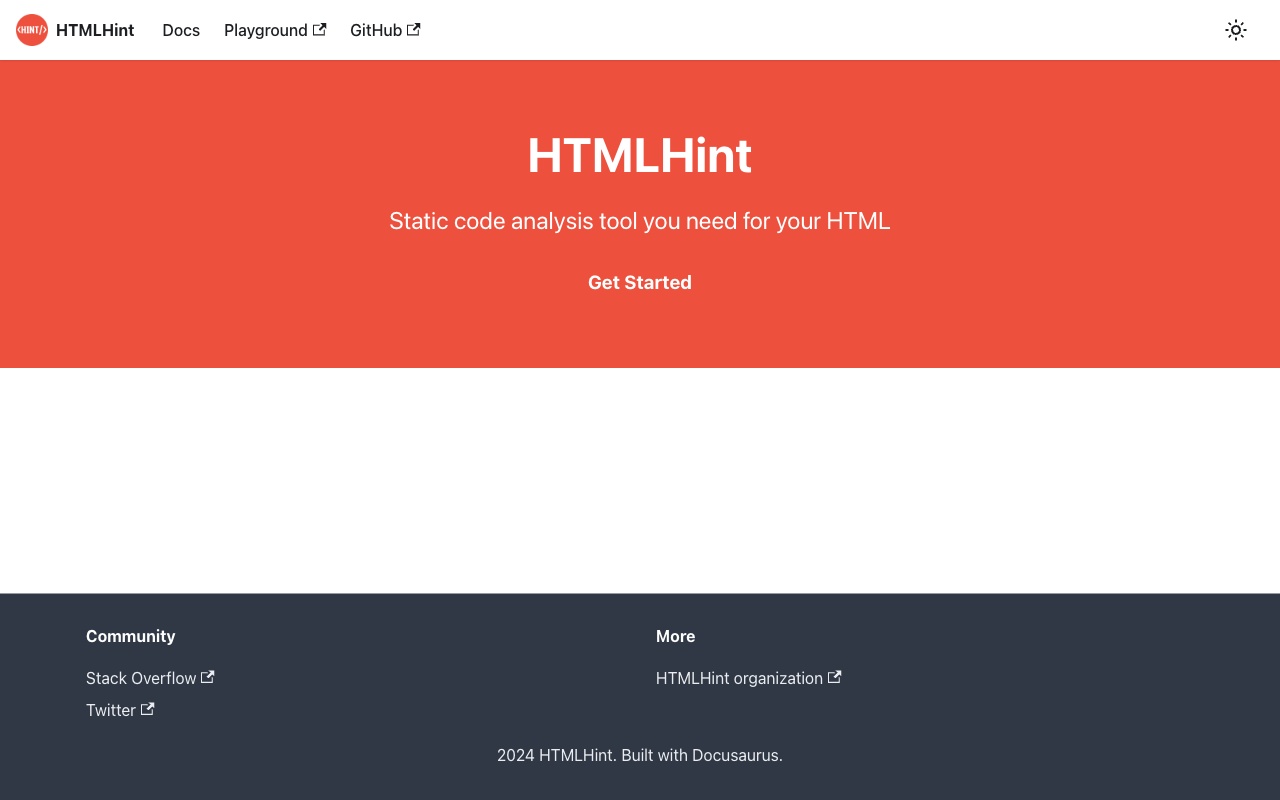 <HINT/> HTMLHint Docs Playground GitHub
HTMLHint
Static code analysis tool you need for your HTML
Get Started
Community
Stack Overflow
Twitter
More
HTMLHint organization
2024 HTMLHint. Built with Docusaurus.